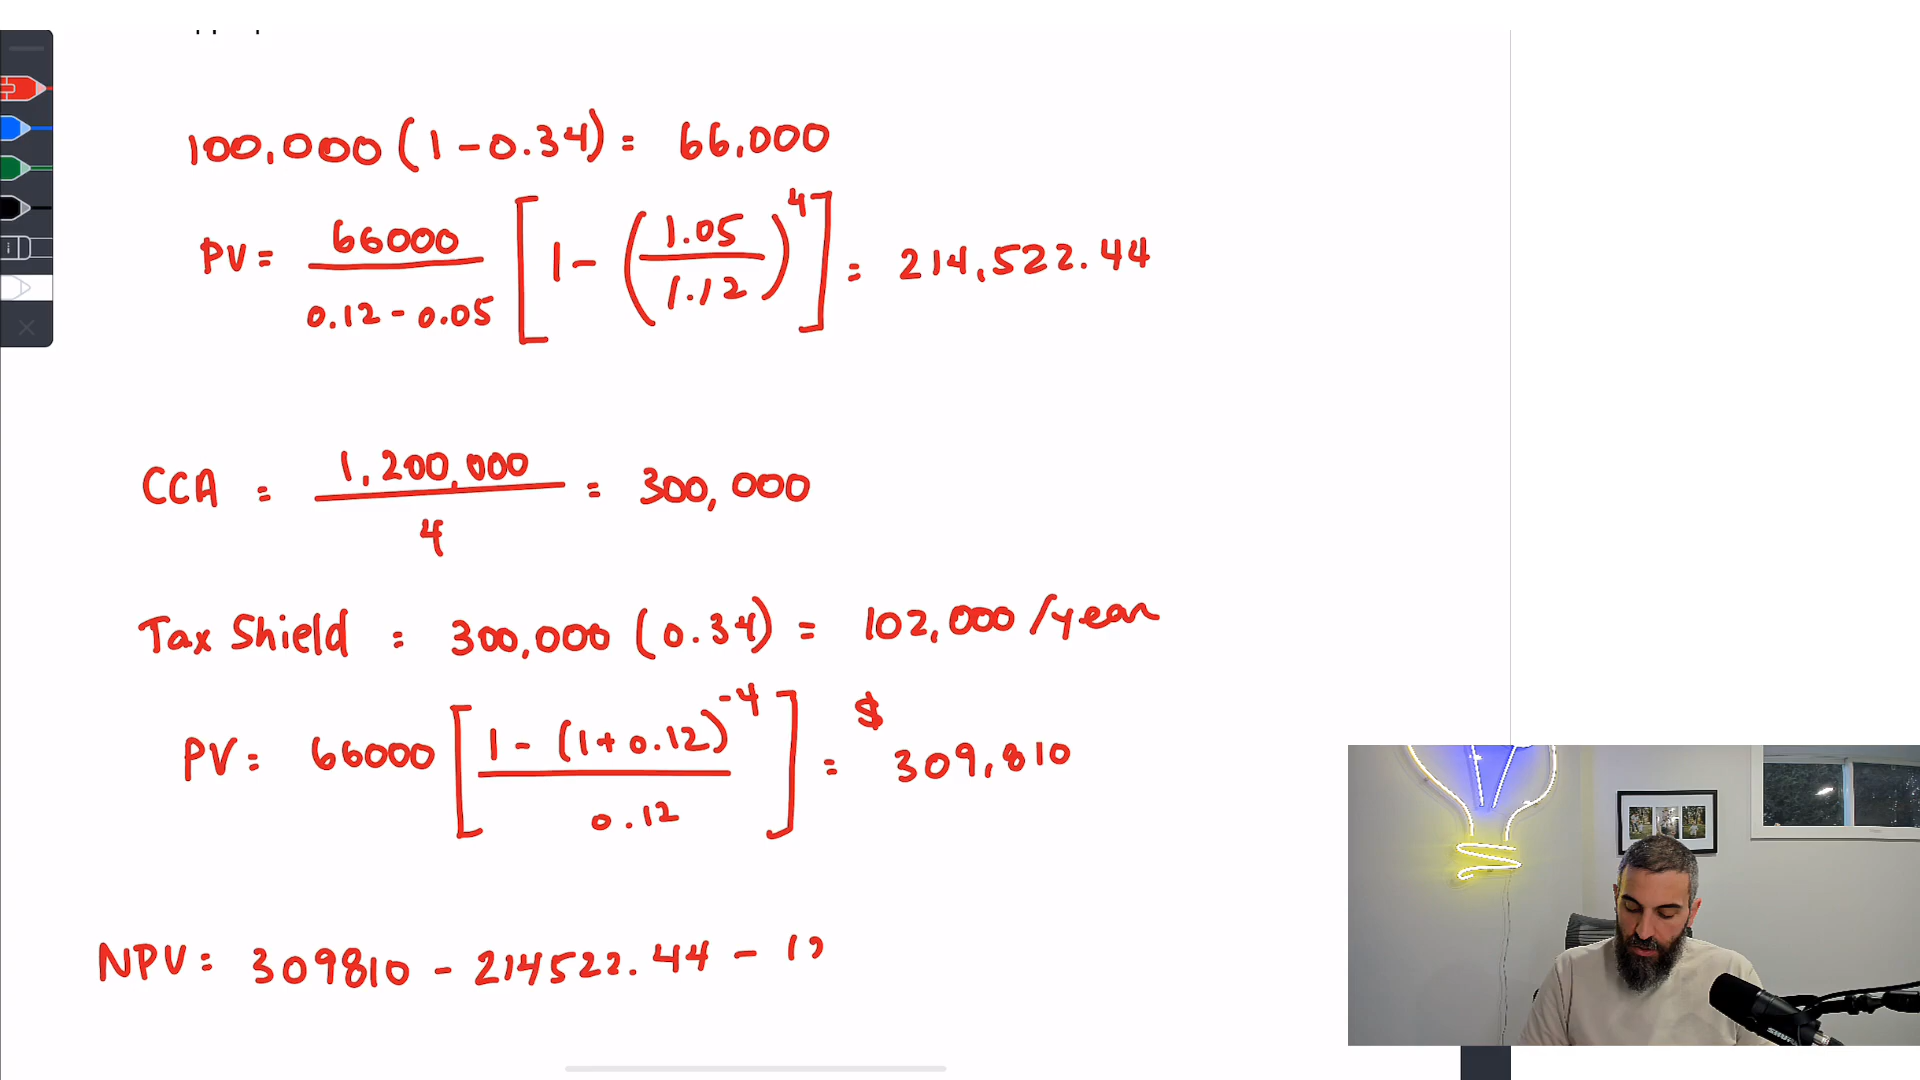 100,000 (1-0.34) = 66,000
PV = 66000 / 0.12 - 0.05 [1 - (1.05 / 1.12)^4] = 214,522.44
CCA = 1,200,000 / 4 = 300,000
Tax Shield = 300,000 (0.34) = 102,000 /year
PV = 66000 [1 - (1+0.12)^-4 / 0.12] = $ 309,810
NPV = 309810 - 214522.44 - 12